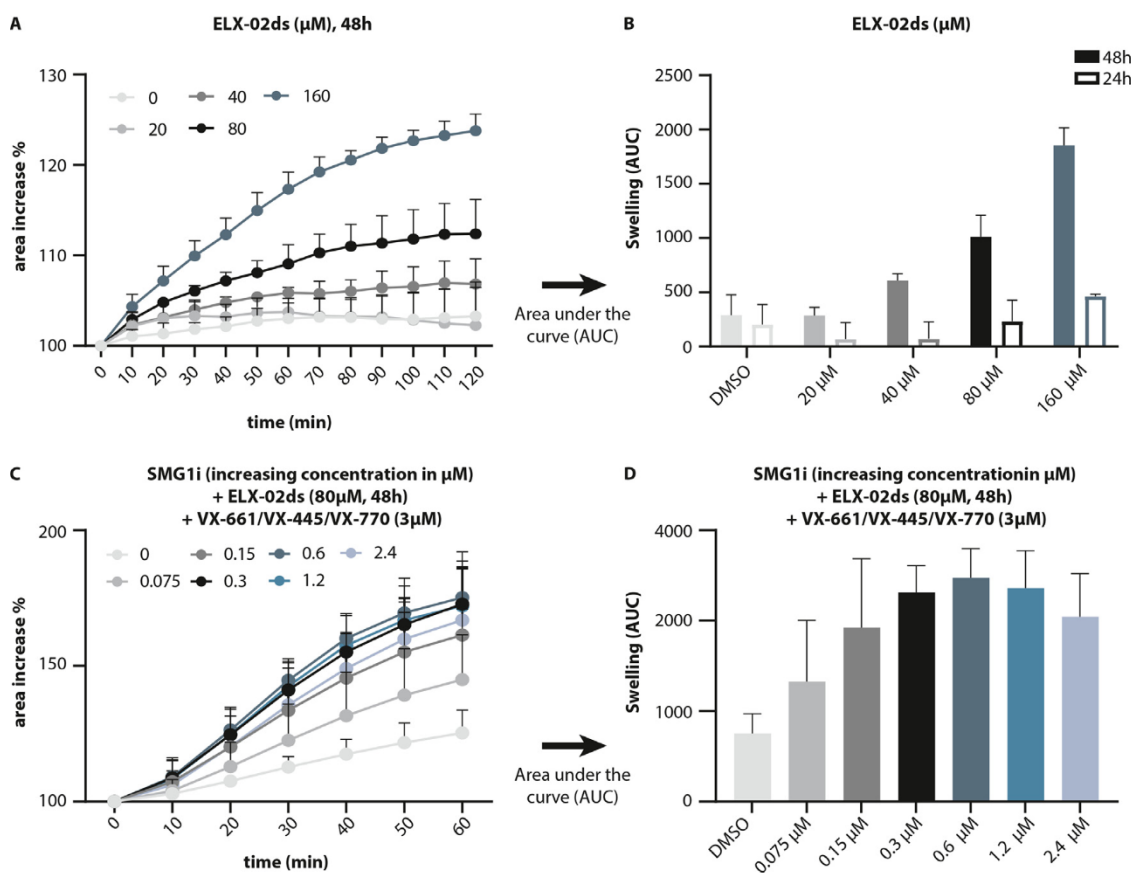 A
ELX-02ds (µM), 48h
130
120
110
100
area increase %
0
40
160
20
80
0
10
20
30
40
50
60
70
80
90
100
110
120
time (min)
Area under the
curve (AUC)
B
ELX-02ds (µM)
48h
24h
2500
2000
1500
1000
500
0
Swelling (AUC)
DMSO
20 µM
40 µM
80 µM
160 µM
C
SMG1i (increasing concentration in µM)
+ ELX-02ds (80µM, 48h)
+ VX-661/VX-445/VX-770 (3µM)
200
150
100
area increase %
0
0.15
0.6
2.4
0.075
0.3
1.2
0
10
20
30
40
50
60
time (min)
Area under the
curve (AUC)
D
SMG1i (increasing concentrationin µM)
+ ELX-02ds (80µM, 48h)
+ VX-661/VX-445/VX-770 (3µM)
4000
2000
1000
0
Swelling (AUC)
DMSO
0.075 µM
0.15 µM
0.3 µM
0.6 µM
1.2 µM
2.4 µM